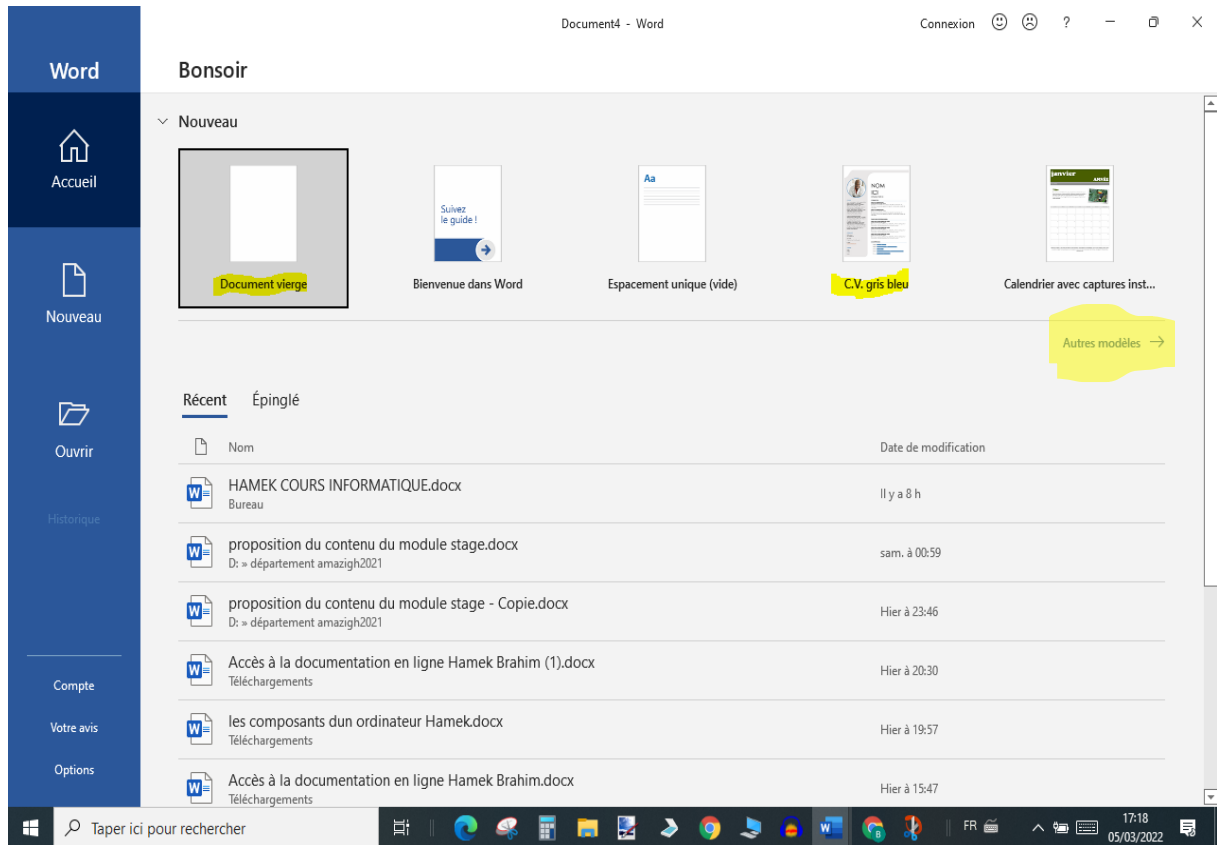 Document4 - Word
Connexion
?
Word
Bonsoir
Accueil
Nouveau
Ouvrir
Historique
Compte
Votre avis
Options
Nouveau
Suivez
le guide !
Aa
NOM
ICI
janvier
ANNÉE
Document vierge
Bienvenue dans Word
Espacement unique (vide)
C.V. gris bleu
Calendrier avec captures inst...
Autres modèles
Récent Épinglé
Nom Date de modification
HAMEK COURS INFORMATIQUE.docx
Bureau
Il y a 8 h
proposition du contenu du module stage.docx
D: » département amazigh2021
sam. à 00:59
proposition du contenu du module stage - Copie.docx
D: » département amazigh2021
Hier à 23:46
Accès à la documentation en ligne Hamek Brahim (1).docx
Téléchargements
Hier à 20:30
les composants dun ordinateur Hamek.docx
Téléchargements
Hier à 19:57
Accès à la documentation en ligne Hamek Brahim.docx
Téléchargements
Hier à 15:47
Taper ici pour rechercher
FR
17:18
05/03/2022